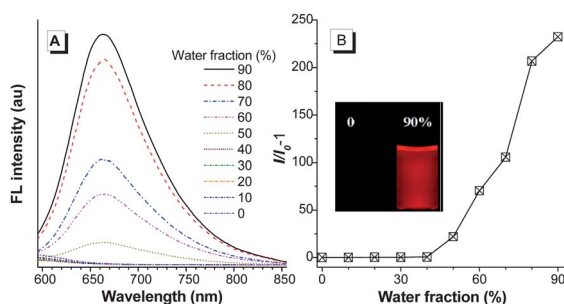 A
Water fraction (%)
90
80
70
60
50
40
30
20
10
0
FL intensity (au)
600 650 700 750 800 850
Wavelength (nm)
B
250
200
150
100
50
0
I/I0-1
0 90%
0 30 60 90
Water fraction (%)